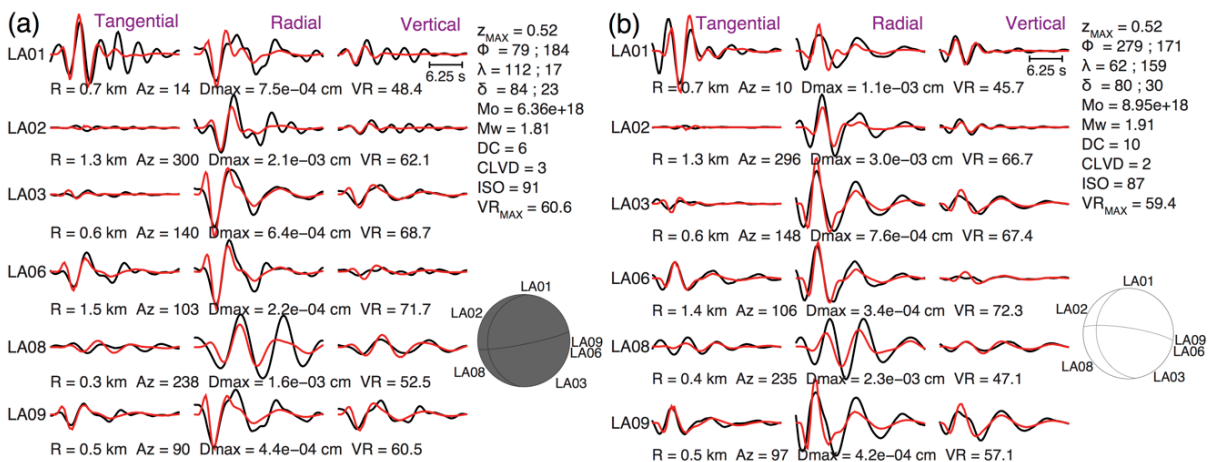 (a)
Tangential Radial Vertical
LA01
6.25 s
R = 0.7 km Az = 14 Dmax = 7.5e−04 cm VR = 48.4
LA02
R = 1.3 km Az = 300 Dmax = 2.1e−03 cm VR = 62.1
LA03
R = 0.6 km Az = 140 Dmax = 6.4e−04 cm VR = 68.7
LA06
R = 1.5 km Az = 103 Dmax = 2.2e−04 cm VR = 71.7
LA08
R = 0.3 km Az = 238 Dmax = 1.6e−03 cm VR = 52.5
LA09
R = 0.5 km Az = 90 Dmax = 4.4e−04 cm VR = 60.5
zMAX = 0.52
Φ = 79 ; 184
λ = 112 ; 17
δ = 84 ; 23
Mo = 6.36e+18
Mw = 1.81
DC = 6
CLVD = 3
ISO = 91
VRMAX = 60.6
LA01
LA02
LA09
LA06
LA08
LA03
(b)
Tangential Radial Vertical
LA01
6.25 s
R = 0.7 km Az = 10 Dmax = 1.1e−03 cm VR = 45.7
LA02
R = 1.3 km Az = 296 Dmax = 3.0e−03 cm VR = 66.7
LA03
R = 0.6 km Az = 148 Dmax = 7.6e−04 cm VR = 67.4
LA06
R = 1.4 km Az = 106 Dmax = 3.4e−04 cm VR = 72.3
LA08
R = 0.4 km Az = 235 Dmax = 2.3e−03 cm VR = 47.1
LA09
R = 0.5 km Az = 97 Dmax = 4.2e−04 cm VR = 57.1
zMAX = 0.52
Φ = 279 ; 171
λ = 62 ; 159
δ = 80 ; 30
Mo = 8.95e+18
Mw = 1.91
DC = 10
CLVD = 2
ISO = 87
VRMAX = 59.4
LA01
LA02
LA09
LA06
LA08
LA03